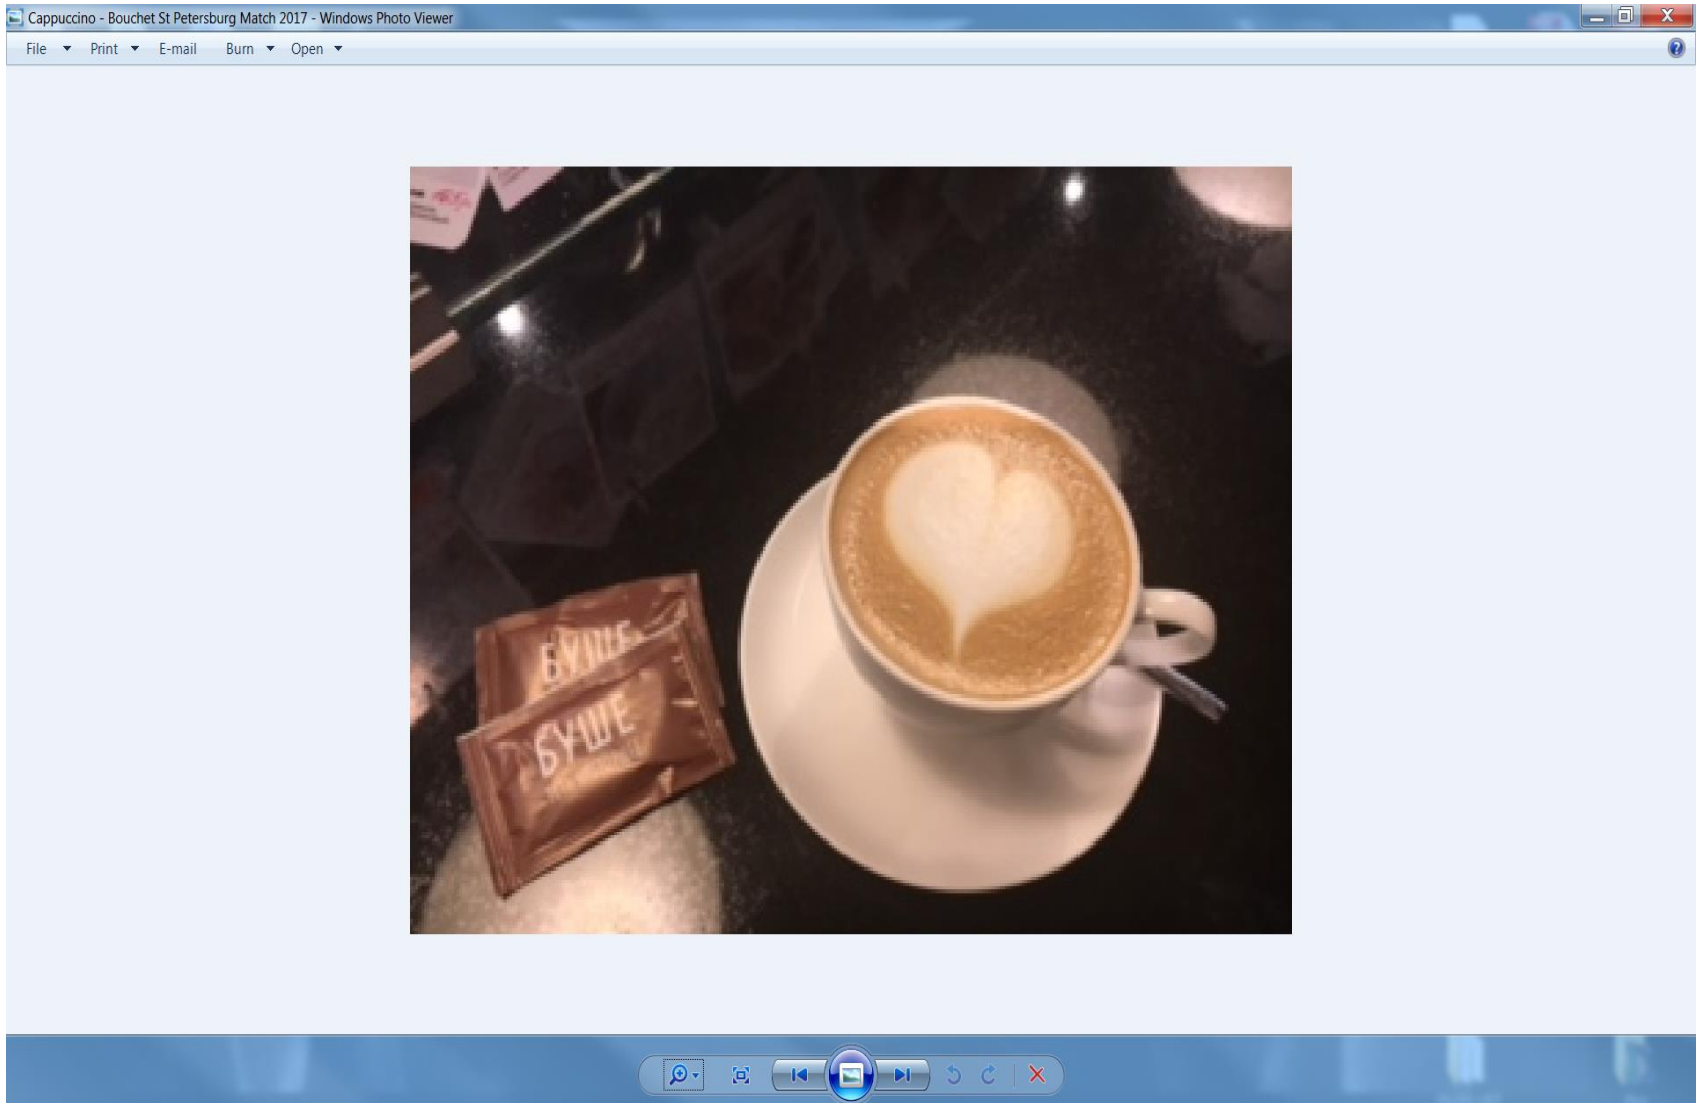 Cappuccino - Bouchet St Petersburg Match 2017 - Windows Photo Viewer
File Print E-mail Burn Open
БУШЕ
БУШЕ